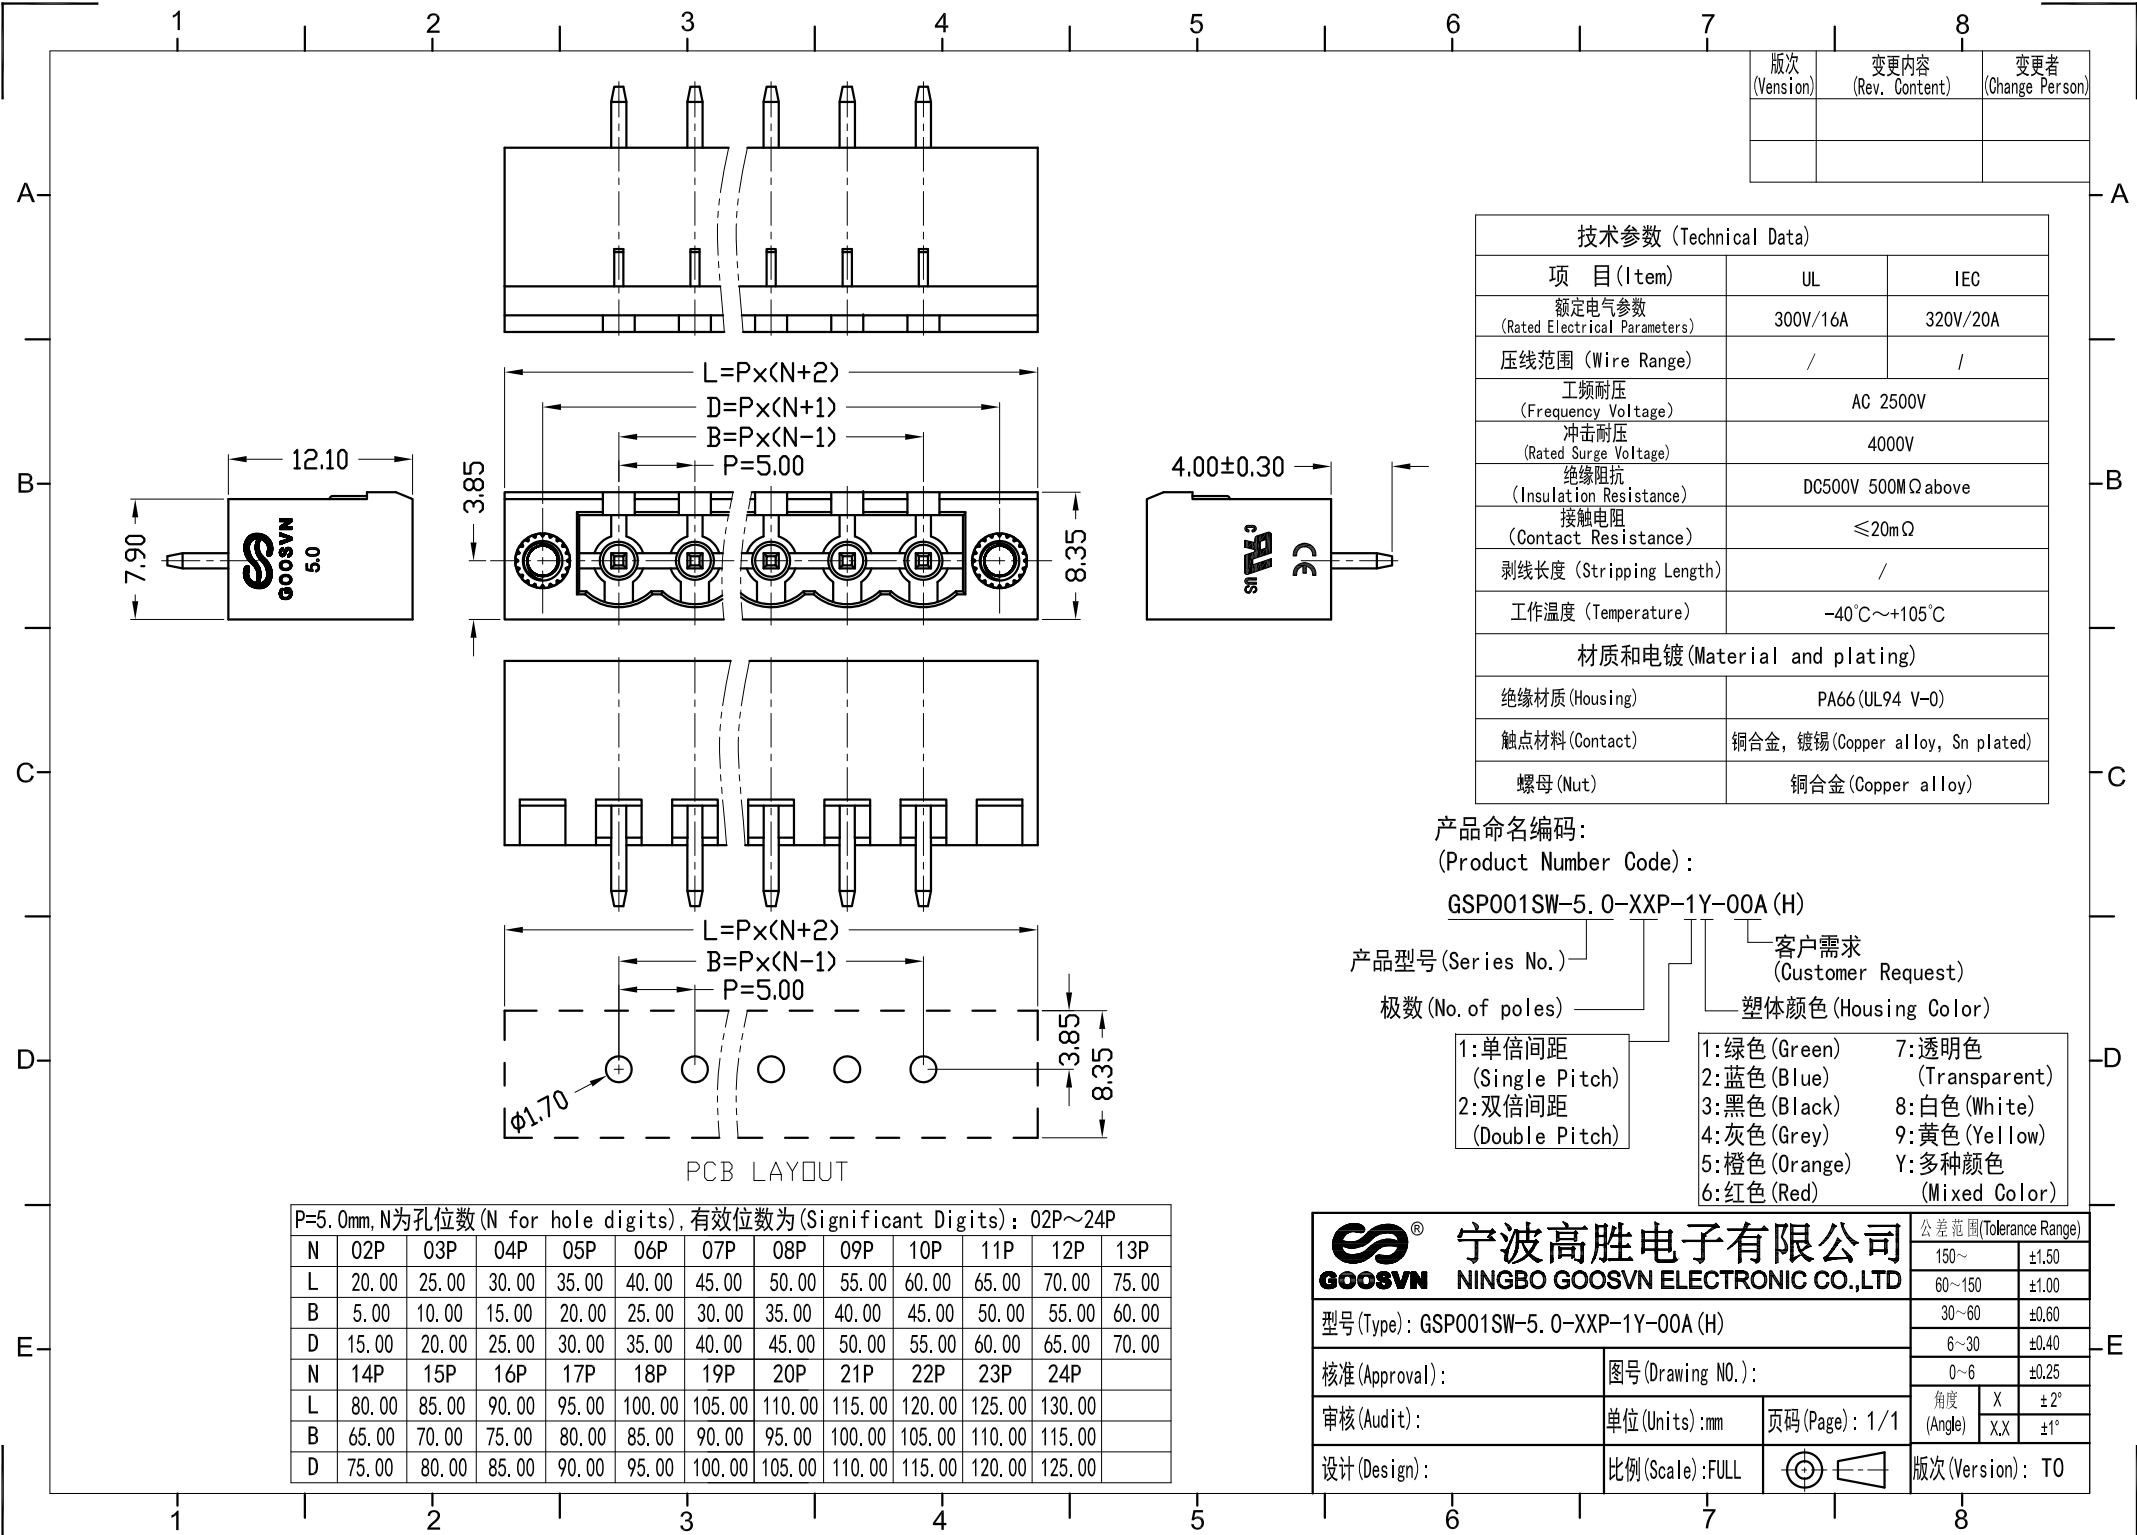 1 2 3 4 5 6 7 8
版次 变更内容 变更者
(Vension) (Rev. Content) (Change Person)
A A
技术参数 (Technical Data)
项 目(Item) UL IEC
额定电气参数
(Rated Electrical Parameters) 300V/16A 320V/20A
压线范围 (Wire Range) / /
工频耐压
(Frequency Voltage) AC 2500V
冲击耐压
(Rated Surge Voltage) 4000V
绝缘阻抗
(Insulation Resistance) DC500V 500MΩabove
接触电阻
(Contact Resistance) ≤20mΩ
剥线长度 (Stripping Length) /
工作温度 (Temperature) -40℃～+105℃
材质和电镀(Material and plating)
绝缘材质(Housing) PA66(UL94 V-0)
触点材料(Contact) 铜合金, 镀锡(Copper alloy, Sn plated)
螺母(Nut) 铜合金(Copper alloy)
L=Px(N+2)
D=Px(N+1)
B=Px(N-1)
P=5.00
B B
12.10
7.90
GOOSVN
5.0
3.85
8.35
4.00±0.30
c US
CE
C C
产品命名编码:
(Product Number Code):
GSP001SW-5.0-XXP-1Y-00A(H)
产品型号(Series No.)
客户需求
(Customer Request)
极数(No. of poles)
塑体颜色(Housing Color)
1:单倍间距
(Single Pitch)
2:双倍间距
(Double Pitch)
1:绿色(Green) 7:透明色
2:蓝色(Blue) (Transparent)
3:黑色(Black) 8:白色(White)
4:灰色(Grey) 9:黄色(Yellow)
5:橙色(Orange) Y:多种颜色
6:红色(Red) (Mixed Color)
L=Px(N+2)
B=Px(N-1)
P=5.00
D D
3.85
8.35
ø1.70
PCB LAYOUT
P=5.0mm, N为孔位数(N for hole digits), 有效位数为(Significant Digits): 02P～24P
N 02P 03P 04P 05P 06P 07P 08P 09P 10P 11P 12P 13P
L 20.00 25.00 30.00 35.00 40.00 45.00 50.00 55.00 60.00 65.00 70.00 75.00
B 5.00 10.00 15.00 20.00 25.00 30.00 35.00 40.00 45.00 50.00 55.00 60.00
D 15.00 20.00 25.00 30.00 35.00 40.00 45.00 50.00 55.00 60.00 65.00 70.00
N 14P 15P 16P 17P 18P 19P 20P 21P 22P 23P 24P
L 80.00 85.00 90.00 95.00 100.00 105.00 110.00 115.00 120.00 125.00 130.00
B 65.00 70.00 75.00 80.00 85.00 90.00 95.00 100.00 105.00 110.00 115.00
D 75.00 80.00 85.00 90.00 95.00 100.00 105.00 110.00 115.00 120.00 125.00
E E
® 宁波高胜电子有限公司
GOOSVN NINGBO GOOSVN ELECTRONIC CO.,LTD
型号(Type): GSP001SW-5.0-XXP-1Y-00A(H)
核准(Approval): 图号(Drawing NO.):
审核(Audit): 单位(Units):mm 页码(Page): 1/1
设计(Design): 比例(Scale):FULL
公差范围(Tolerance Range)
150~ ±1.50
60~150 ±1.00
30~60 ±0.60
6~30 ±0.40
0~6 ±0.25
角度 X ±2°
(Angle) X.X ±1°
版次(Version): T0
1 2 3 4 5 6 7 8